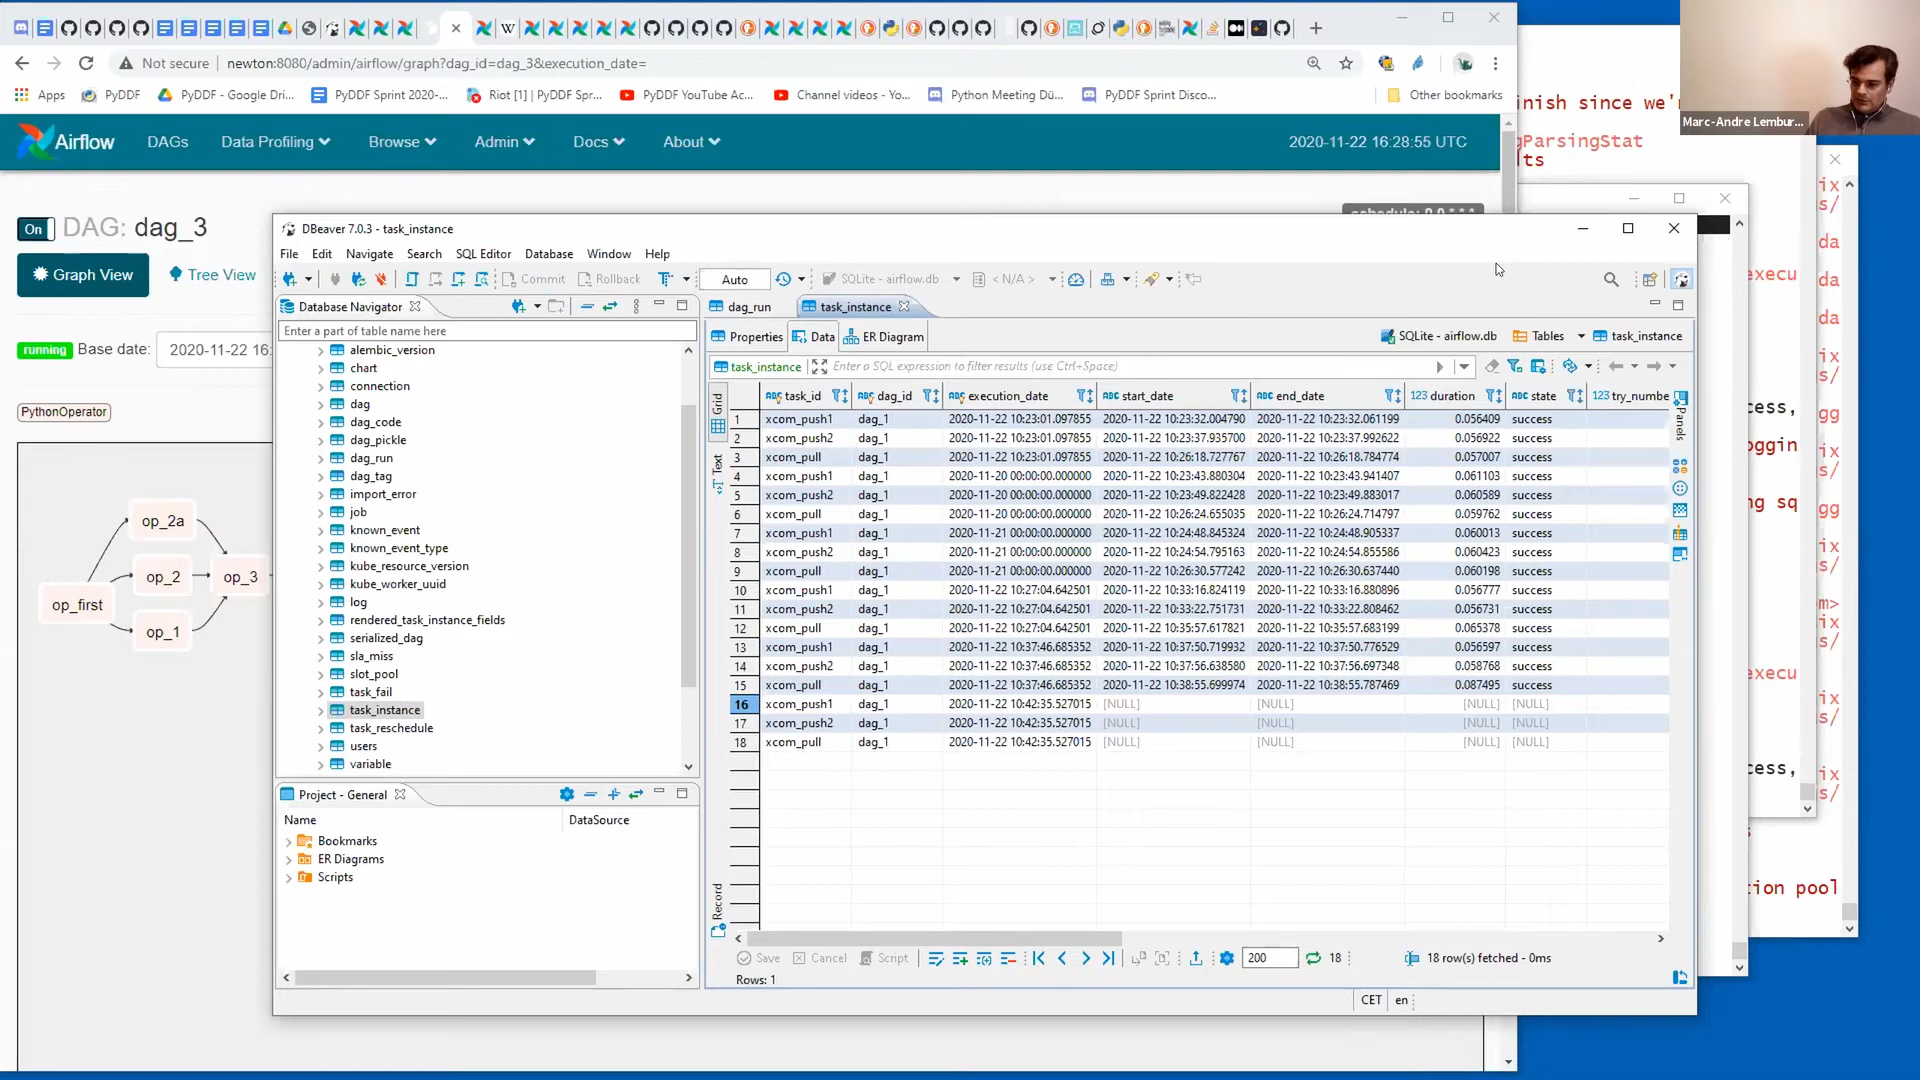 Not secure newton:8080/admin/airflow/graph?dag_id=dag_3&execution_date=
Apps PyDDF PyDDF - Google Dri... PyDDF Sprint 2020-... Riot [1] | PyDDF Spr... PyDDF YouTube Ac... Channel videos - Yo... Python Meeting Dü... PyDDF Sprint Disco... Other bookmarks
Airflow DAGs Data Profiling Browse Admin Docs About 2020-11-22 16:28:55 UTC
Marc-Andre Lembur...
On DAG: dag_3
Graph View Tree View
running Base date: 2020-11-22 16:
PythonOperator
op_2a
op_2
op_3
op_first
op_1
DBeaver 7.0.3 - task_instance
File Edit Navigate Search SQL Editor Database Window Help
Commit Rollback Auto SQLite - airflow.db < N/A >
Database Navigator
Enter a part of table name here
alembic_version
chart
connection
dag
dag_code
dag_pickle
dag_run
dag_tag
import_error
job
known_event
known_event_type
kube_resource_version
kube_worker_uuid
log
rendered_task_instance_fields
serialized_dag
sla_miss
slot_pool
task_fail
task_instance
task_reschedule
users
variable
Project - General
Name DataSource
Bookmarks
ER Diagrams
Scripts
dag_run task_instance
Properties Data ER Diagram SQLite - airflow.db Tables task_instance
task_instance Enter a SQL expression to filter results (use Ctrl+Space)
Grid
Text
Record
Panels
ABC task_id ABC dag_id ABC execution_date ABC start_date ABC end_date 123 duration ABC state 123 try_numbe
1 xcom_push1 dag_1 2020-11-22 10:23:01.097855 2020-11-22 10:23:32.004790 2020-11-22 10:23:32.061199 0.056409 success
2 xcom_push2 dag_1 2020-11-22 10:23:01.097855 2020-11-22 10:23:37.935700 2020-11-22 10:23:37.992622 0.056922 success
3 xcom_pull dag_1 2020-11-22 10:23:01.097855 2020-11-22 10:26:18.727767 2020-11-22 10:26:18.784774 0.057007 success
4 xcom_push1 dag_1 2020-11-20 00:00:00.000000 2020-11-22 10:23:43.880304 2020-11-22 10:23:43.941407 0.061103 success
5 xcom_push2 dag_1 2020-11-20 00:00:00.000000 2020-11-22 10:23:49.822428 2020-11-22 10:23:49.883017 0.060589 success
6 xcom_pull dag_1 2020-11-20 00:00:00.000000 2020-11-22 10:26:24.655035 2020-11-22 10:26:24.714797 0.059762 success
7 xcom_push1 dag_1 2020-11-21 00:00:00.000000 2020-11-22 10:24:48.845324 2020-11-22 10:24:48.905337 0.060013 success
8 xcom_push2 dag_1 2020-11-21 00:00:00.000000 2020-11-22 10:24:54.795163 2020-11-22 10:24:54.855586 0.060423 success
9 xcom_pull dag_1 2020-11-21 00:00:00.000000 2020-11-22 10:26:30.577242 2020-11-22 10:26:30.637440 0.060198 success
10 xcom_push1 dag_1 2020-11-22 10:27:04.642501 2020-11-22 10:33:16.824119 2020-11-22 10:33:16.880896 0.056777 success
11 xcom_push2 dag_1 2020-11-22 10:27:04.642501 2020-11-22 10:33:22.751731 2020-11-22 10:33:22.808462 0.056731 success
12 xcom_pull dag_1 2020-11-22 10:27:04.642501 2020-11-22 10:35:57.617821 2020-11-22 10:35:57.683199 0.065378 success
13 xcom_push1 dag_1 2020-11-22 10:37:46.685352 2020-11-22 10:37:50.719932 2020-11-22 10:37:50.776529 0.056597 success
14 xcom_push2 dag_1 2020-11-22 10:37:46.685352 2020-11-22 10:37:56.638580 2020-11-22 10:37:56.697348 0.058768 success
15 xcom_pull dag_1 2020-11-22 10:37:46.685352 2020-11-22 10:38:55.699974 2020-11-22 10:38:55.787469 0.087495 success
16 xcom_push1 dag_1 2020-11-22 10:42:35.527015 [NULL] [NULL] [NULL] [NULL]
17 xcom_push2 dag_1 2020-11-22 10:42:35.527015 [NULL] [NULL] [NULL] [NULL]
18 xcom_pull dag_1 2020-11-22 10:42:35.527015 [NULL] [NULL] [NULL] [NULL]
Save Cancel Script 200 18 18 row(s) fetched - 0ms
Rows: 1
CET en
inish since we'r
gParsingStat
lts
ix
s/
da
execu
da
da
ix
s/
cess,
gg
oggin
ix
s/
ng sq
gg
ix
s/
om>
ix
s/
execu
ix
s/
cess,
ix
s/
s
tion pool